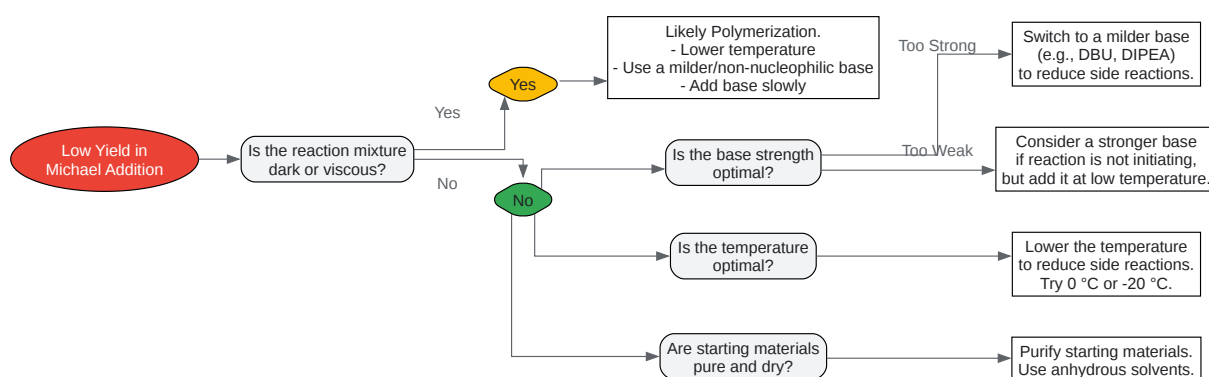 Low Yield in
Michael Addition
Is the reaction mixture
dark or viscous?
Yes
No
Yes
No
Likely Polymerization.
- Lower temperature
- Use a milder/non-nucleophilic base
- Add base slowly
Is the base strength
optimal?
Too Strong
Too Weak
Switch to a milder base
(e.g., DBU, DIPEA)
to reduce side reactions.
Consider a stronger base
if reaction is not initiating,
but add it at low temperature.
Is the temperature
optimal?
Lower the temperature
to reduce side reactions.
Try 0 °C or -20 °C.
Are starting materials
pure and dry?
Purify starting materials.
Use anhydrous solvents.